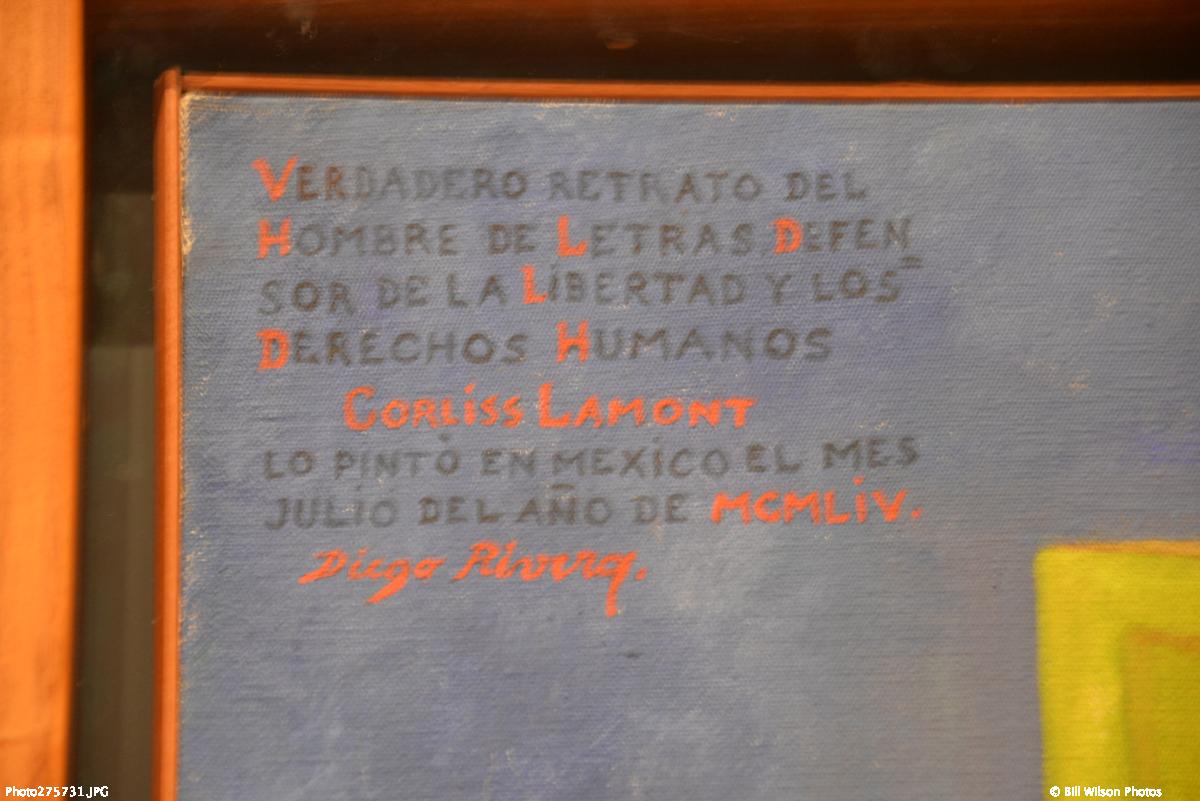 VERDADERO RETRATO DEL
HOMBRE DE LETRAS, DEFEN=
SOR DE LA LIBERTAD Y LOS
DERECHOS HUMANOS
CORLISS LAMONT
LO PINTÓ EN MEXICO EL MES
JULIO DEL AÑO DE MCMLIV.
Diego Rivera.
Photo275731.JPG
© Bill Wilson Photos